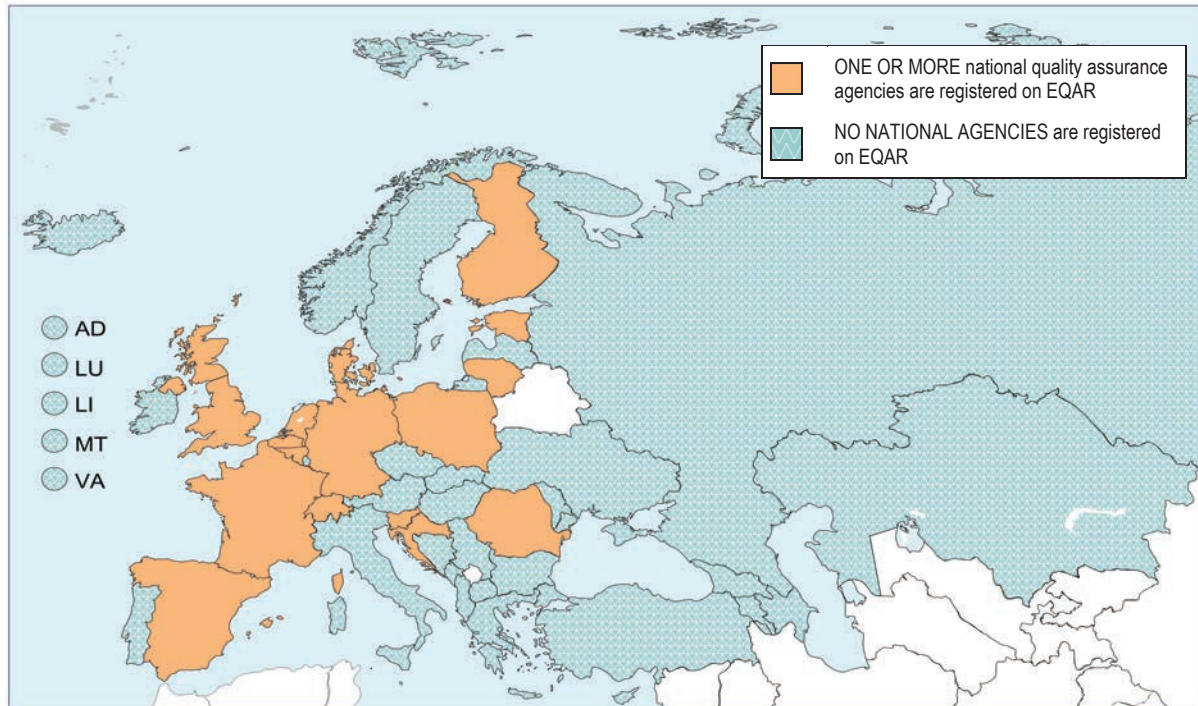 ONE OR MORE national quality assurance
agencies are registered on EQAR
NO NATIONAL AGENCIES are registered
on EQAR
AD
LU
LI
MT
VA